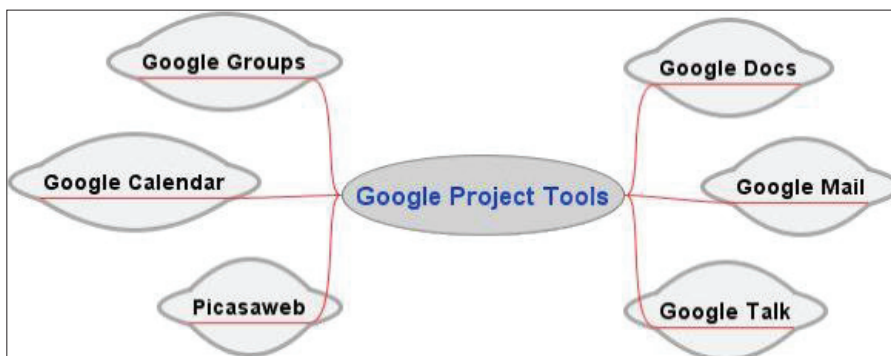 Google Groups
Google Docs
Google Calendar
Google Project Tools
Google Mail
Picasaweb
Google Talk